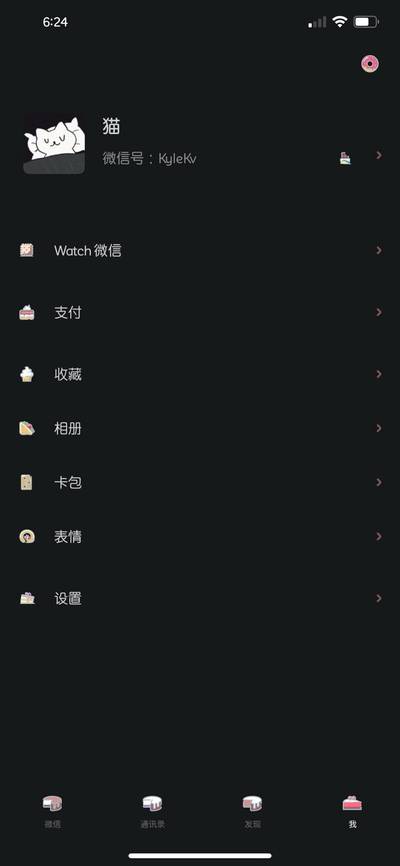 6:24
猫
微信号：KyleKv
Watch 微信
支付
收藏
相册
卡包
表情
设置
微信 通讯录 发现 我